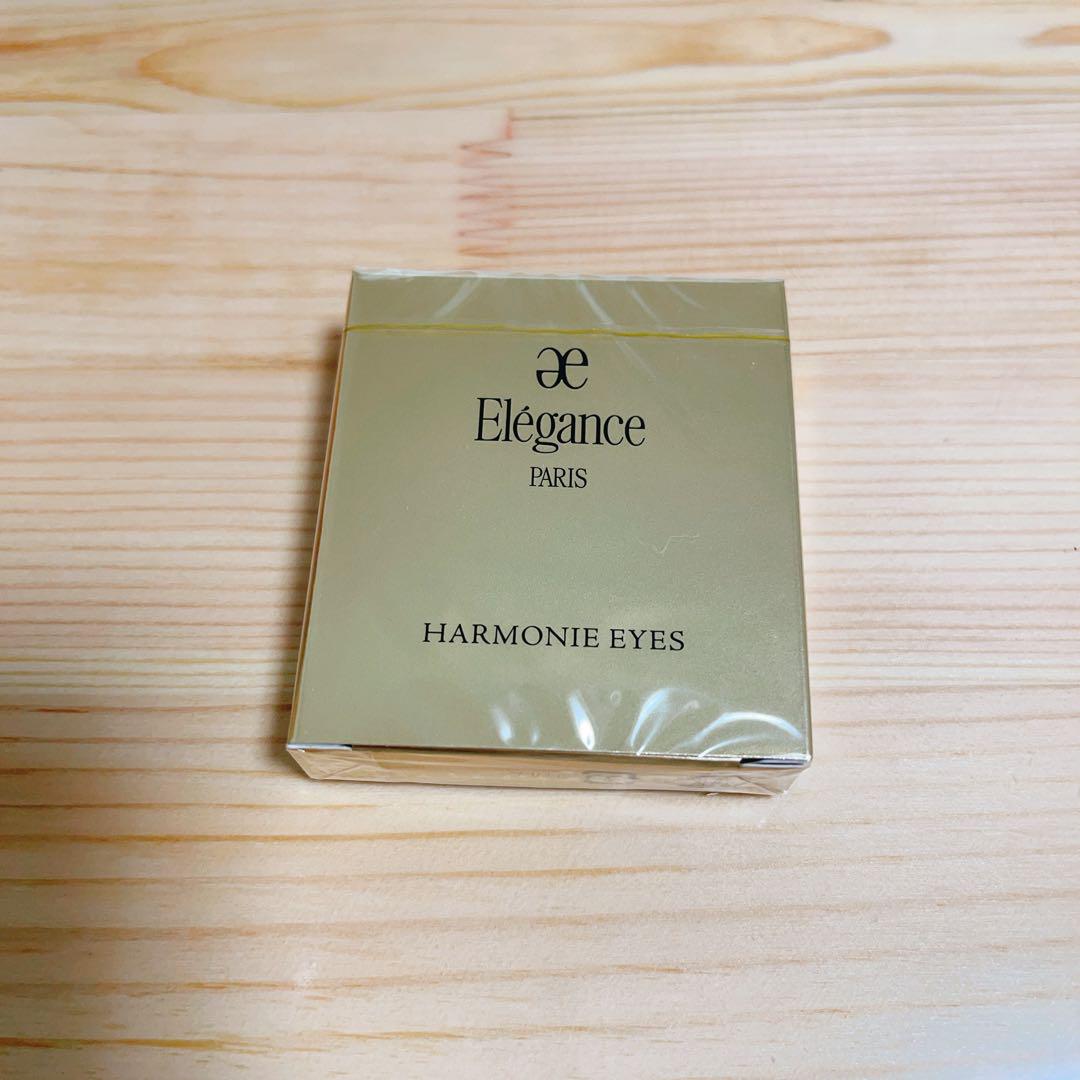 æ
Elégance
PARIS
HARMONIE EYES